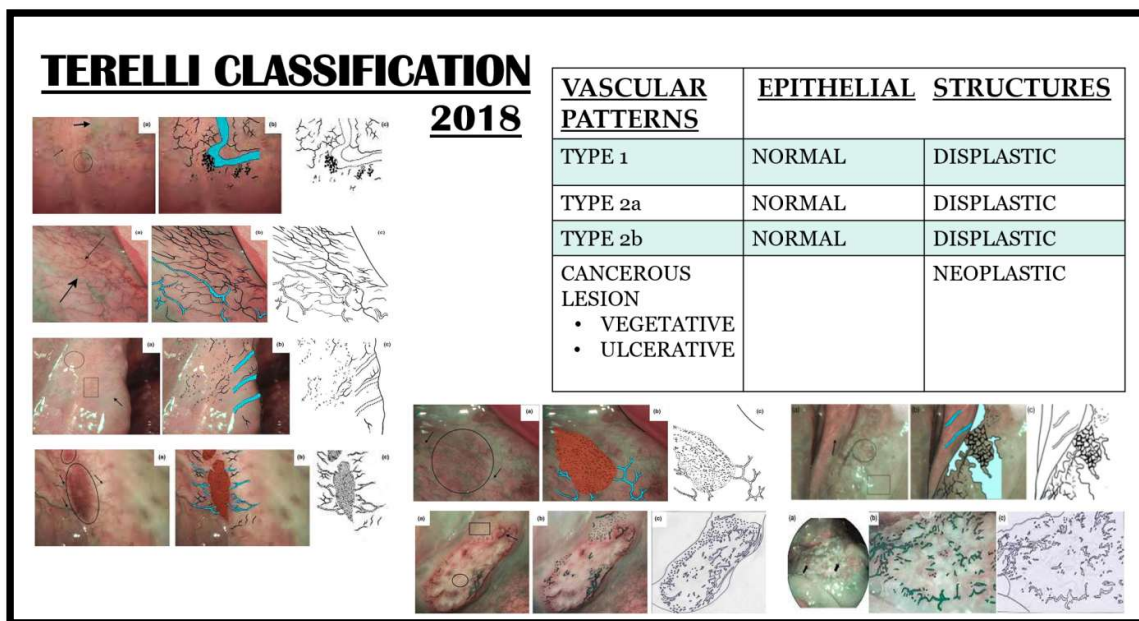 TERELLI CLASSIFICATION
2018
VASCULAR PATTERNS EPITHELIAL STRUCTURES
TYPE 1 NORMAL DISPLASTIC
TYPE 2a NORMAL DISPLASTIC
TYPE 2b NORMAL DISPLASTIC
CANCEROUS LESION NEOPLASTIC
• VEGETATIVE
• ULCERATIVE
(a) (b) (c)
(a) (b) (c)
(a) (b) (c)
(a) (b) (c)
(a) (b) (c)
(a) (b) (c)
(a) (b) (c)
(a) (b) (c)